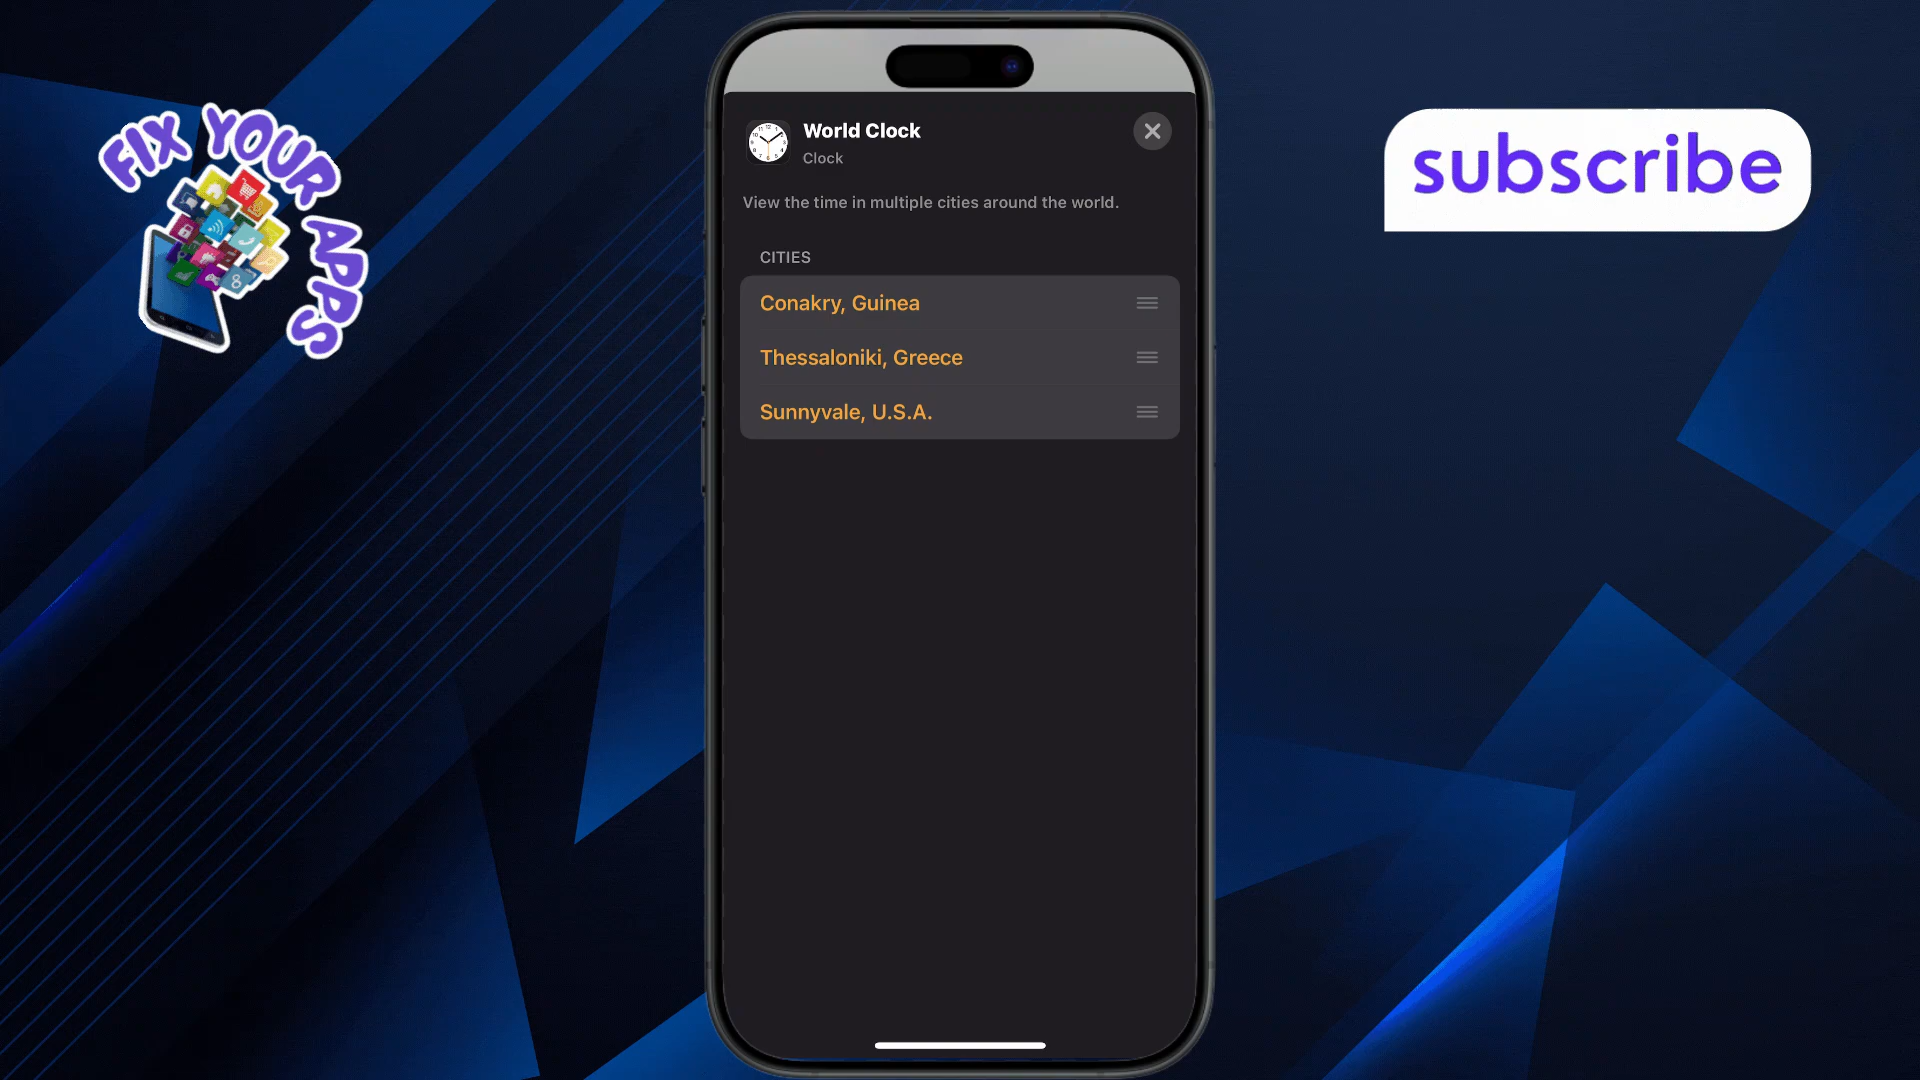 FIX YOUR APPS
subscribe
World Clock
Clock
View the time in multiple cities around the world.
CITIES
Conakry, Guinea
Thessaloniki, Greece
Sunnyvale, U.S.A.